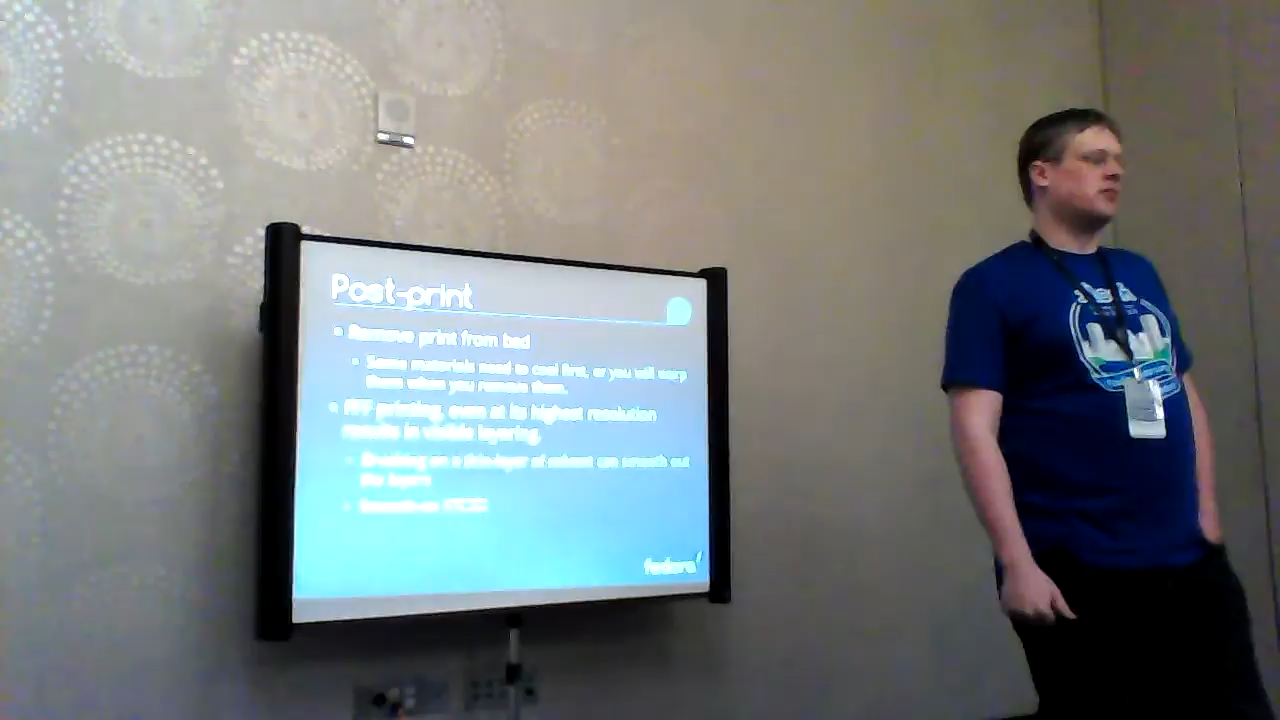 Post-print
Remove print from bed
Some materials need to cool first, or you will warp
them when you remove them.
FFF printing, even at its highest resolution
results in visible layering.
Brushing on a thin layer of solvent can smooth out
the layers
fedora